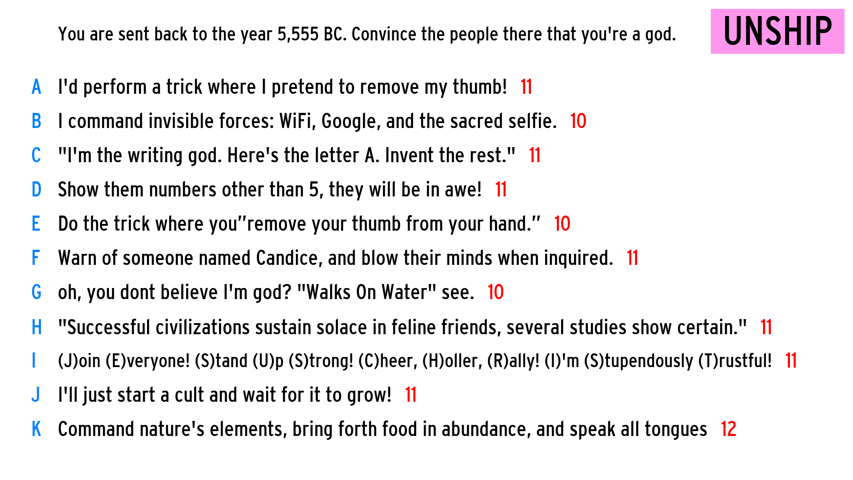 You are sent back to the year 5,555 BC. Convince the people there that you're a god.
UNSHIP
A I'd perform a trick where I pretend to remove my thumb! 11
B I command invisible forces: WiFi, Google, and the sacred selfie. 10
C "I'm the writing god. Here's the letter A. Invent the rest." 11
D Show them numbers other than 5, they will be in awe! 11
E Do the trick where you”remove your thumb from your hand.” 10
F Warn of someone named Candice, and blow their minds when inquired. 11
G oh, you dont believe I'm god? "Walks On Water" see. 10
H "Successful civilizations sustain solace in feline friends, several studies show certain." 11
I (J)oin (E)veryone! (S)tand (U)p (S)trong! (C)heer, (H)oller, (R)ally! (I)'m (S)tupendously (T)rustful! 11
J I'll just start a cult and wait for it to grow! 11
K Command nature's elements, bring forth food in abundance, and speak all tongues 12